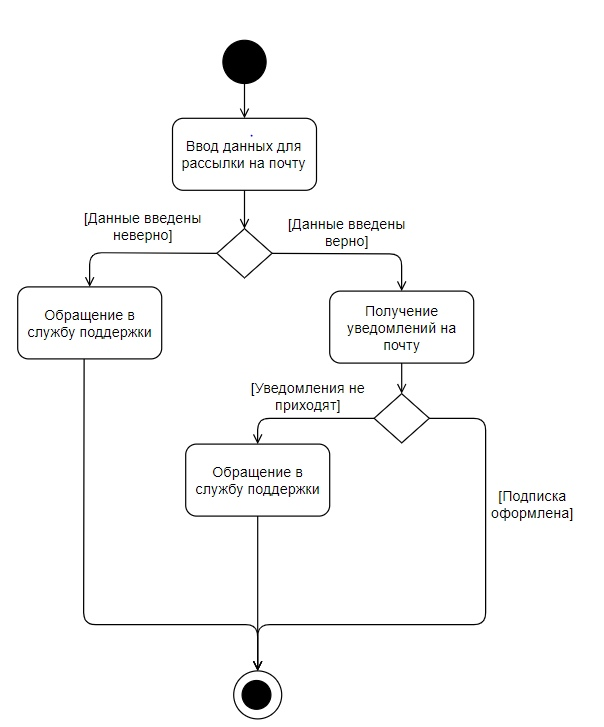 Ввод данных для
рассылки на почту
[Данные введены
неверно]
[Данные введены
верно]
Обращение в
службу поддержки
Получение
уведомлений на
почту
[Уведомления не
приходят]
Обращение в
службу поддержки
[Подписка
оформлена]